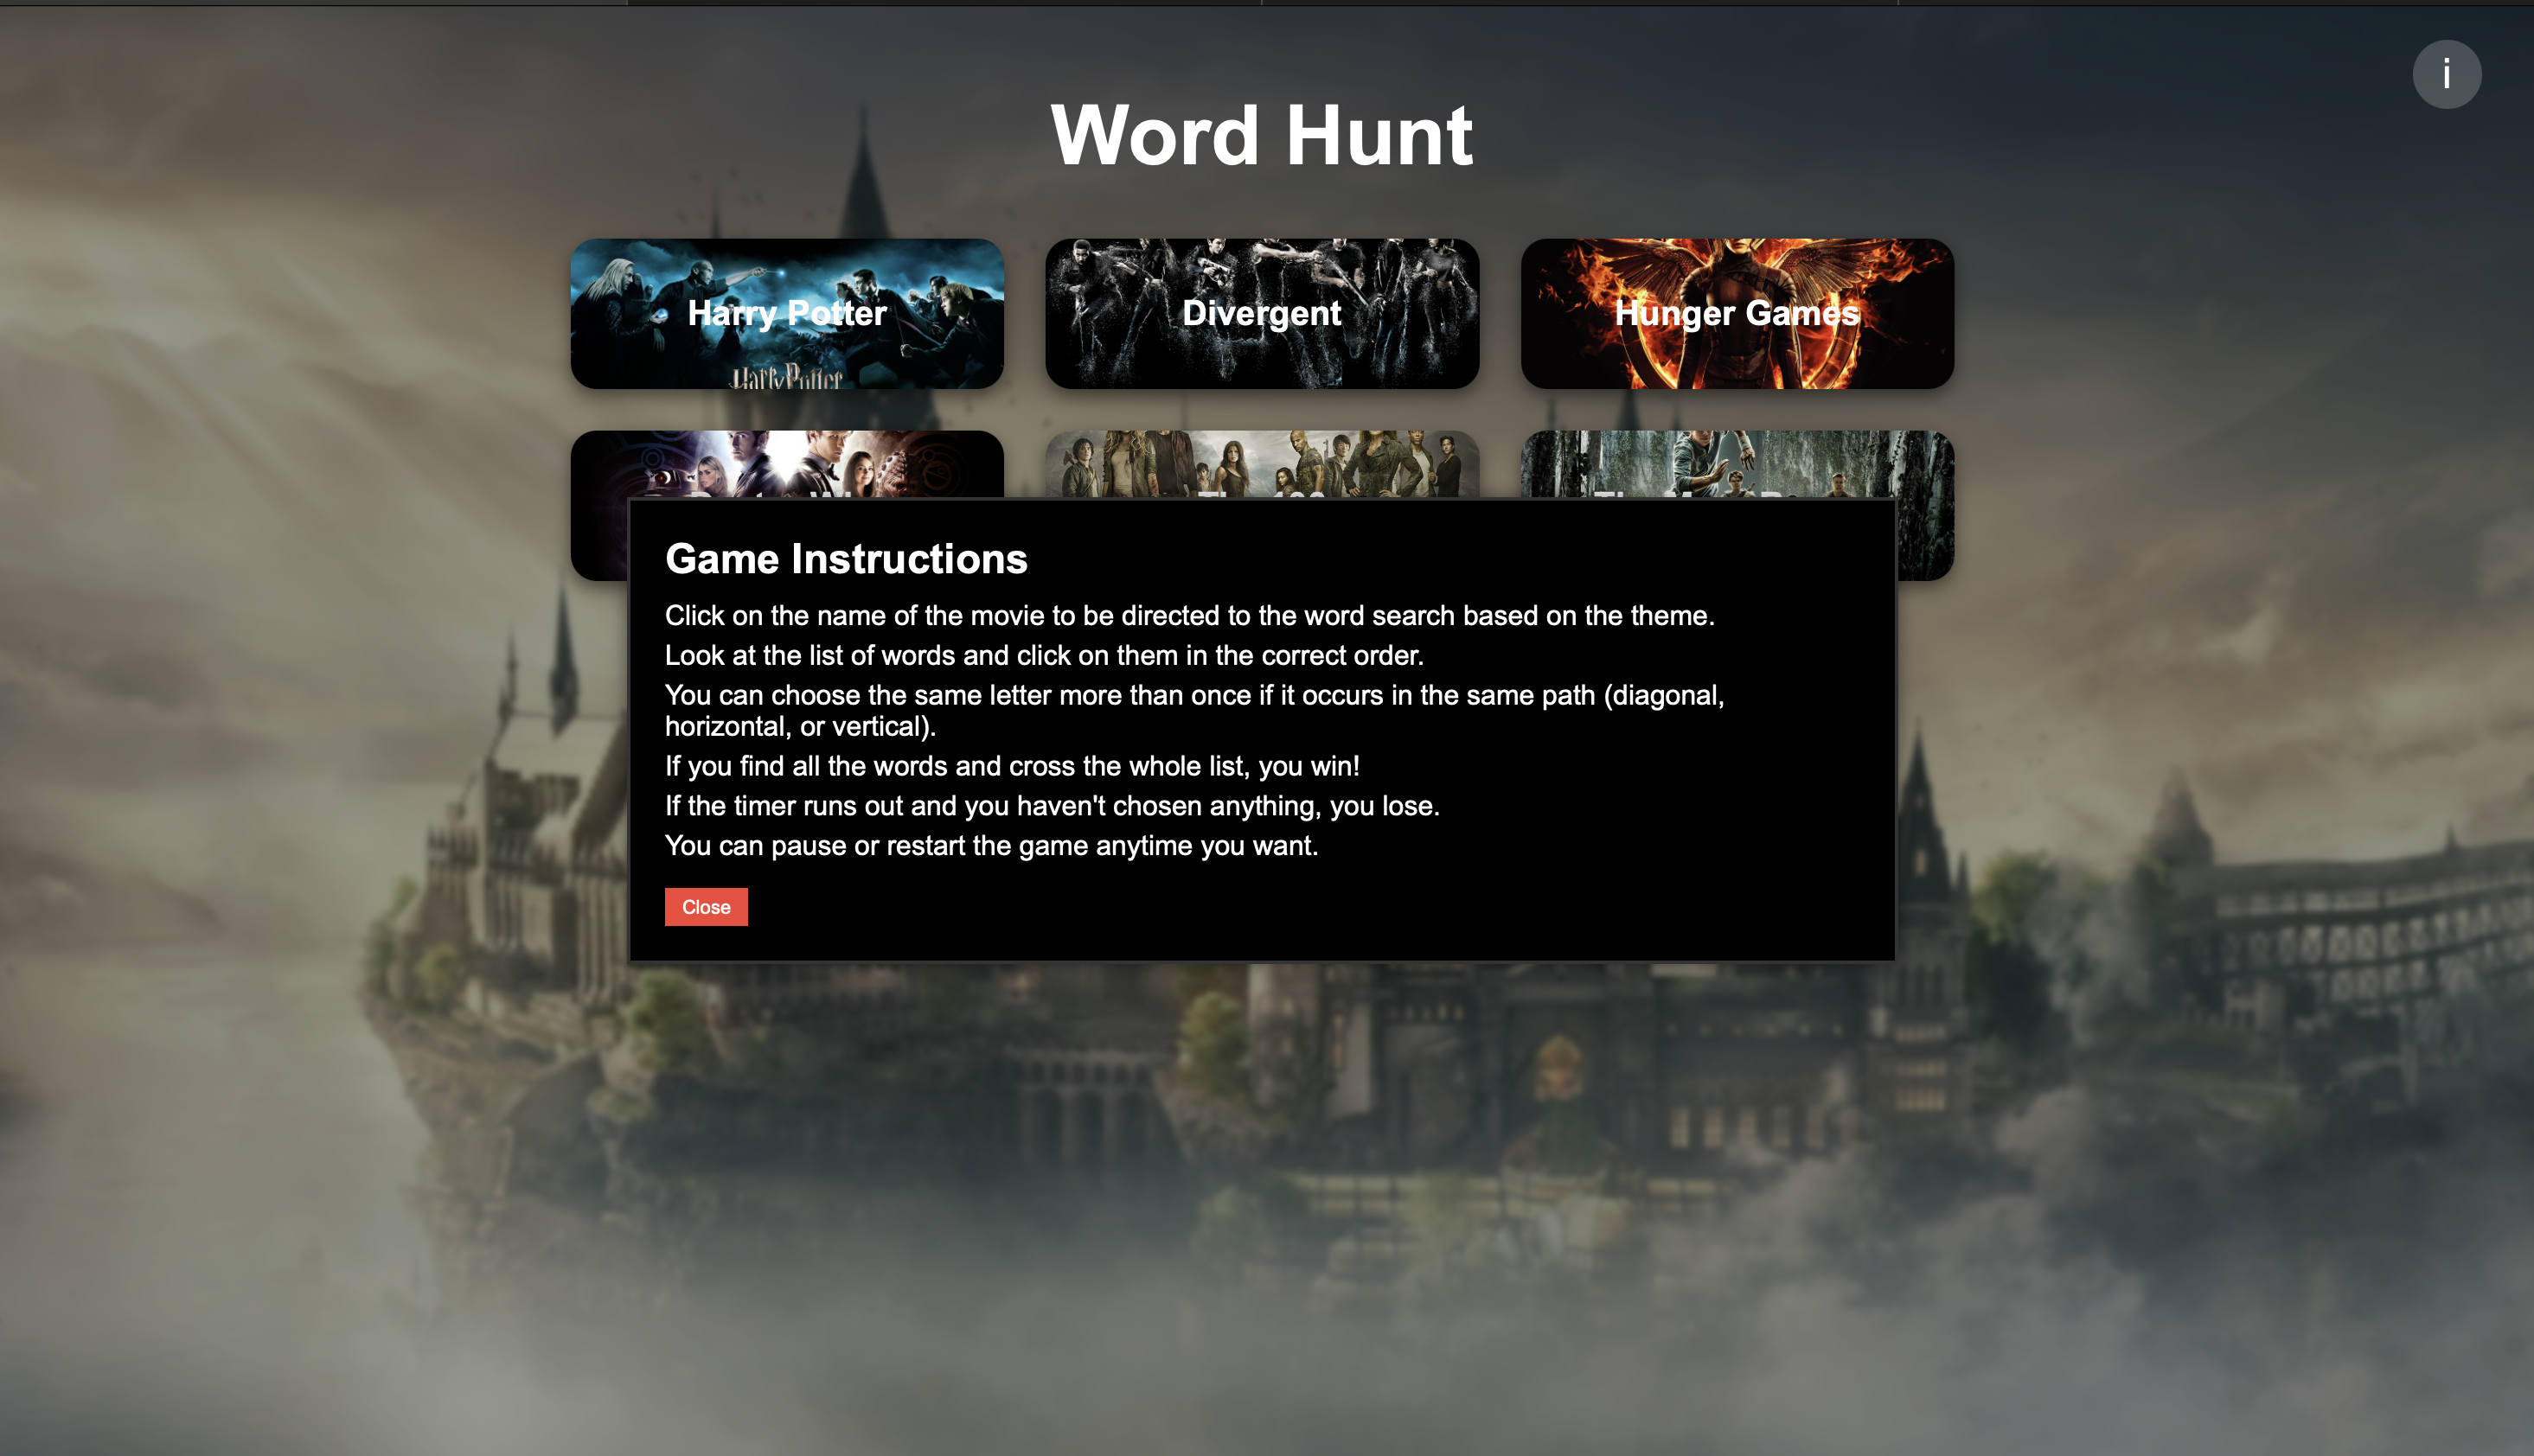 i
Word Hunt
Harry Potter
Divergent
Hunger Games
Harry Potter
Game Instructions
Click on the name of the movie to be directed to the word search based on the theme.
Look at the list of words and click on them in the correct order.
You can choose the same letter more than once if it occurs in the same path (diagonal,
horizontal, or vertical).
If you find all the words and cross the whole list, you win!
If the timer runs out and you haven't chosen anything, you lose.
You can pause or restart the game anytime you want.
Close